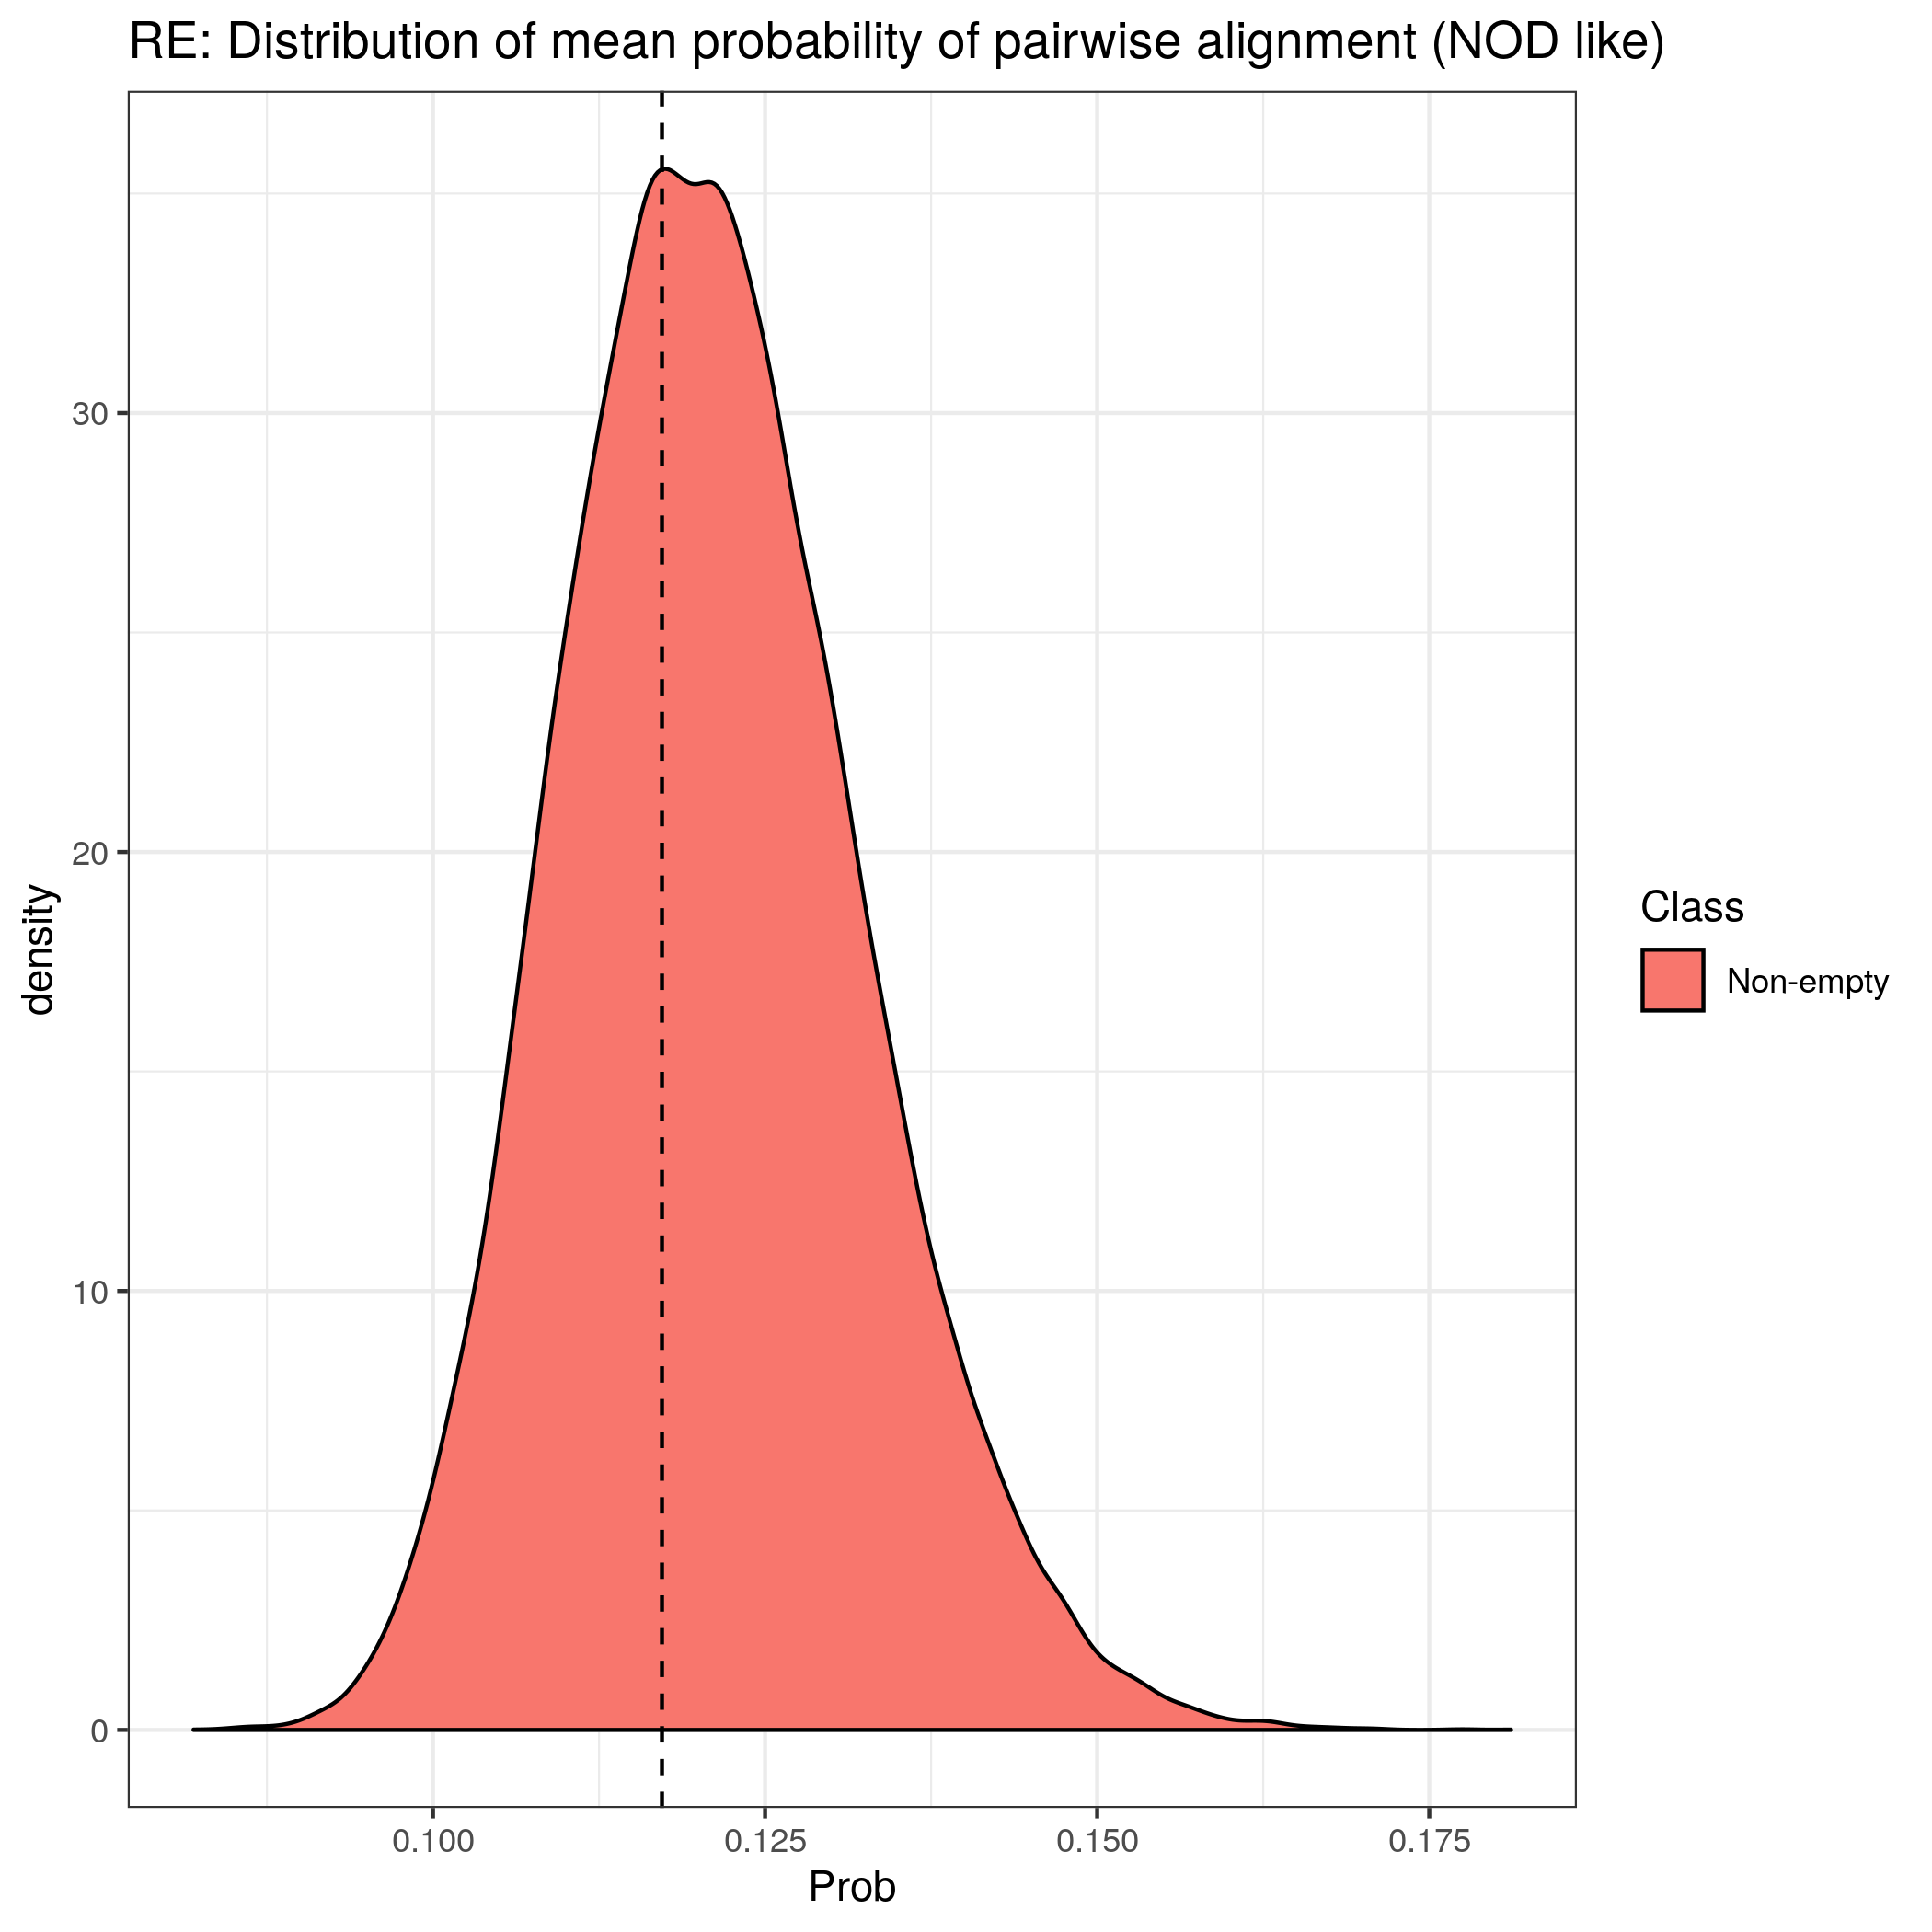 RE: Distribution of mean probability of pairwise alignment (NOD like)
30
20
10
0
density
0.100 0.125 0.150 0.175
Prob
Class
Non-empty